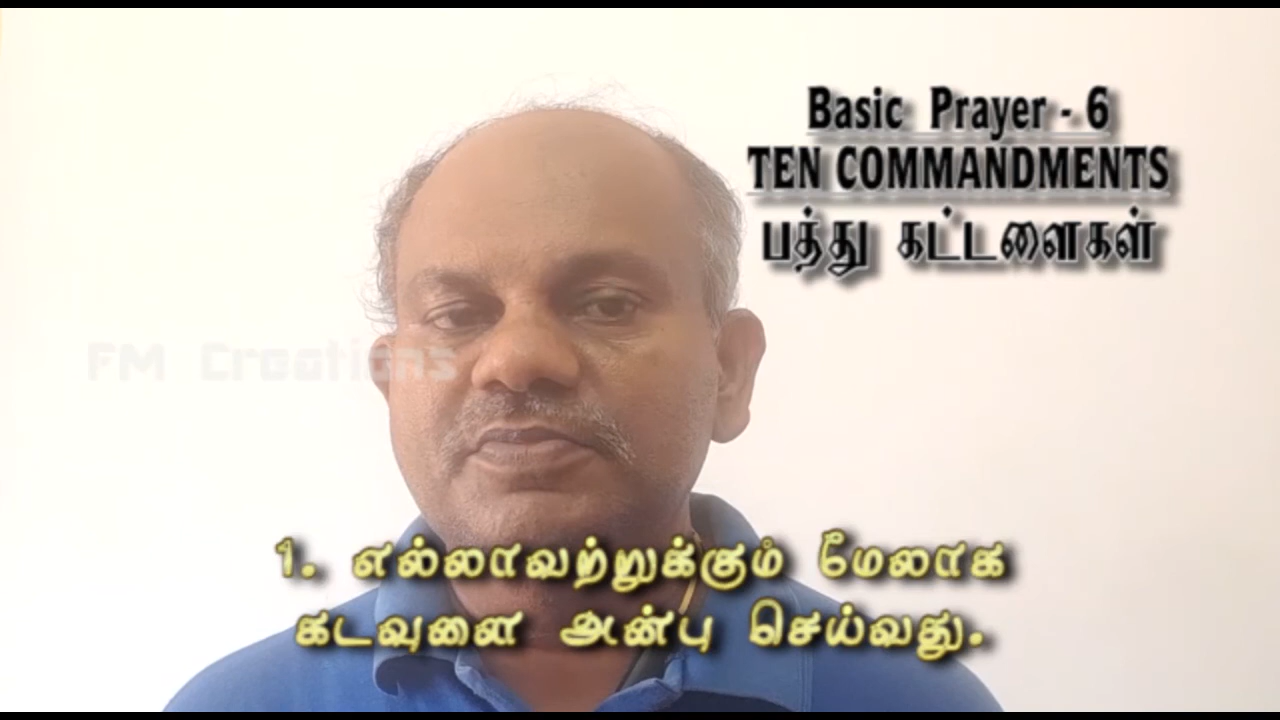 Basic Prayer - 6
TEN COMMANDMENTS
பத்து கட்டளைகள்
FM Creations
1. எல்லாவற்றுக்கும் மேலாக
கடவுளை அன்பு செய்வது.